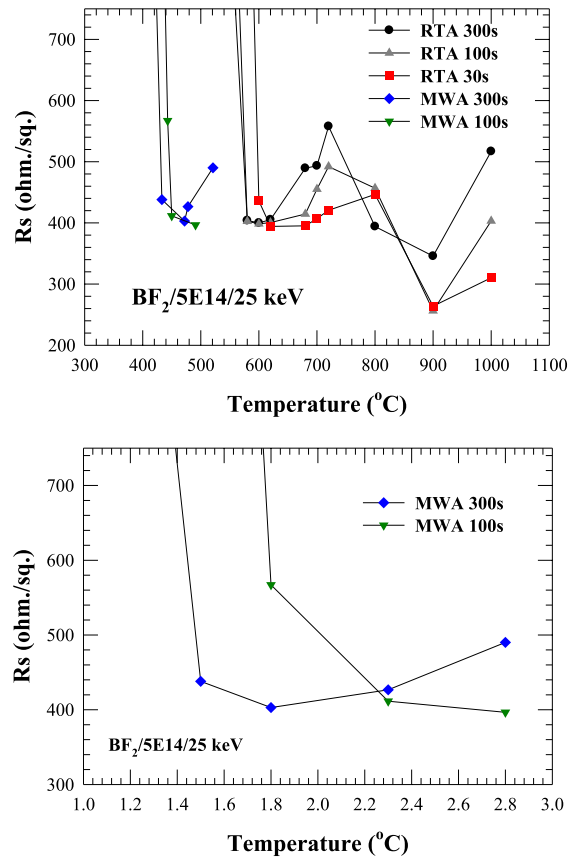 700
600
500
400
300
200
300 400 500 600 700 800 900 1000 1100
Rs (ohm./sq.)
Temperature (°C)
RTA 300s
RTA 100s
RTA 30s
MWA 300s
MWA 100s
BF₂/5E14/25 keV
700
600
500
400
300
1.0 1.2 1.4 1.6 1.8 2.0 2.2 2.4 2.6 2.8 3.0
Rs (ohm./sq.)
Temperature (°C)
MWA 300s
MWA 100s
BF₂/5E14/25 keV